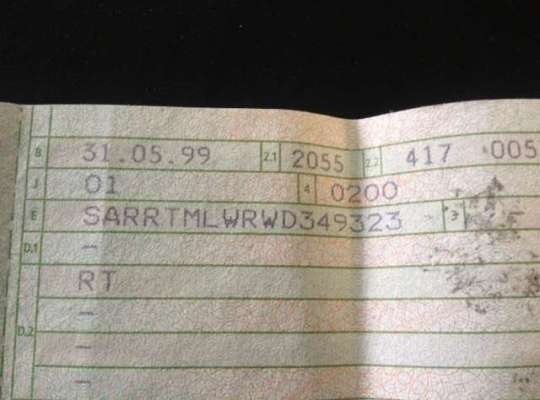 B 31.05.99 2.1 2055 2.2 417 005
J 01 4 0200
E SARRTMLWRWD349323 3
D.1 –
RT
–
D.2 –
–